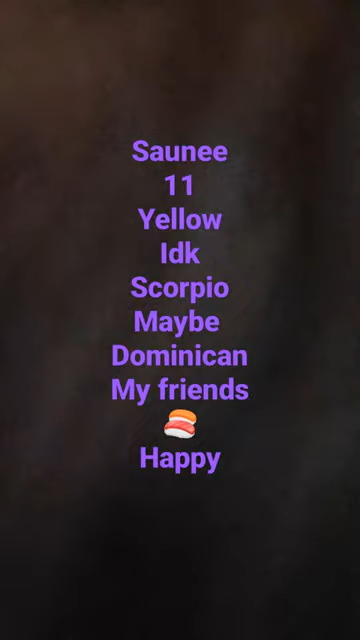 Saunee
11
Yellow
Idk
Scorpio
Maybe
Dominican
My friends
🍣
Happy